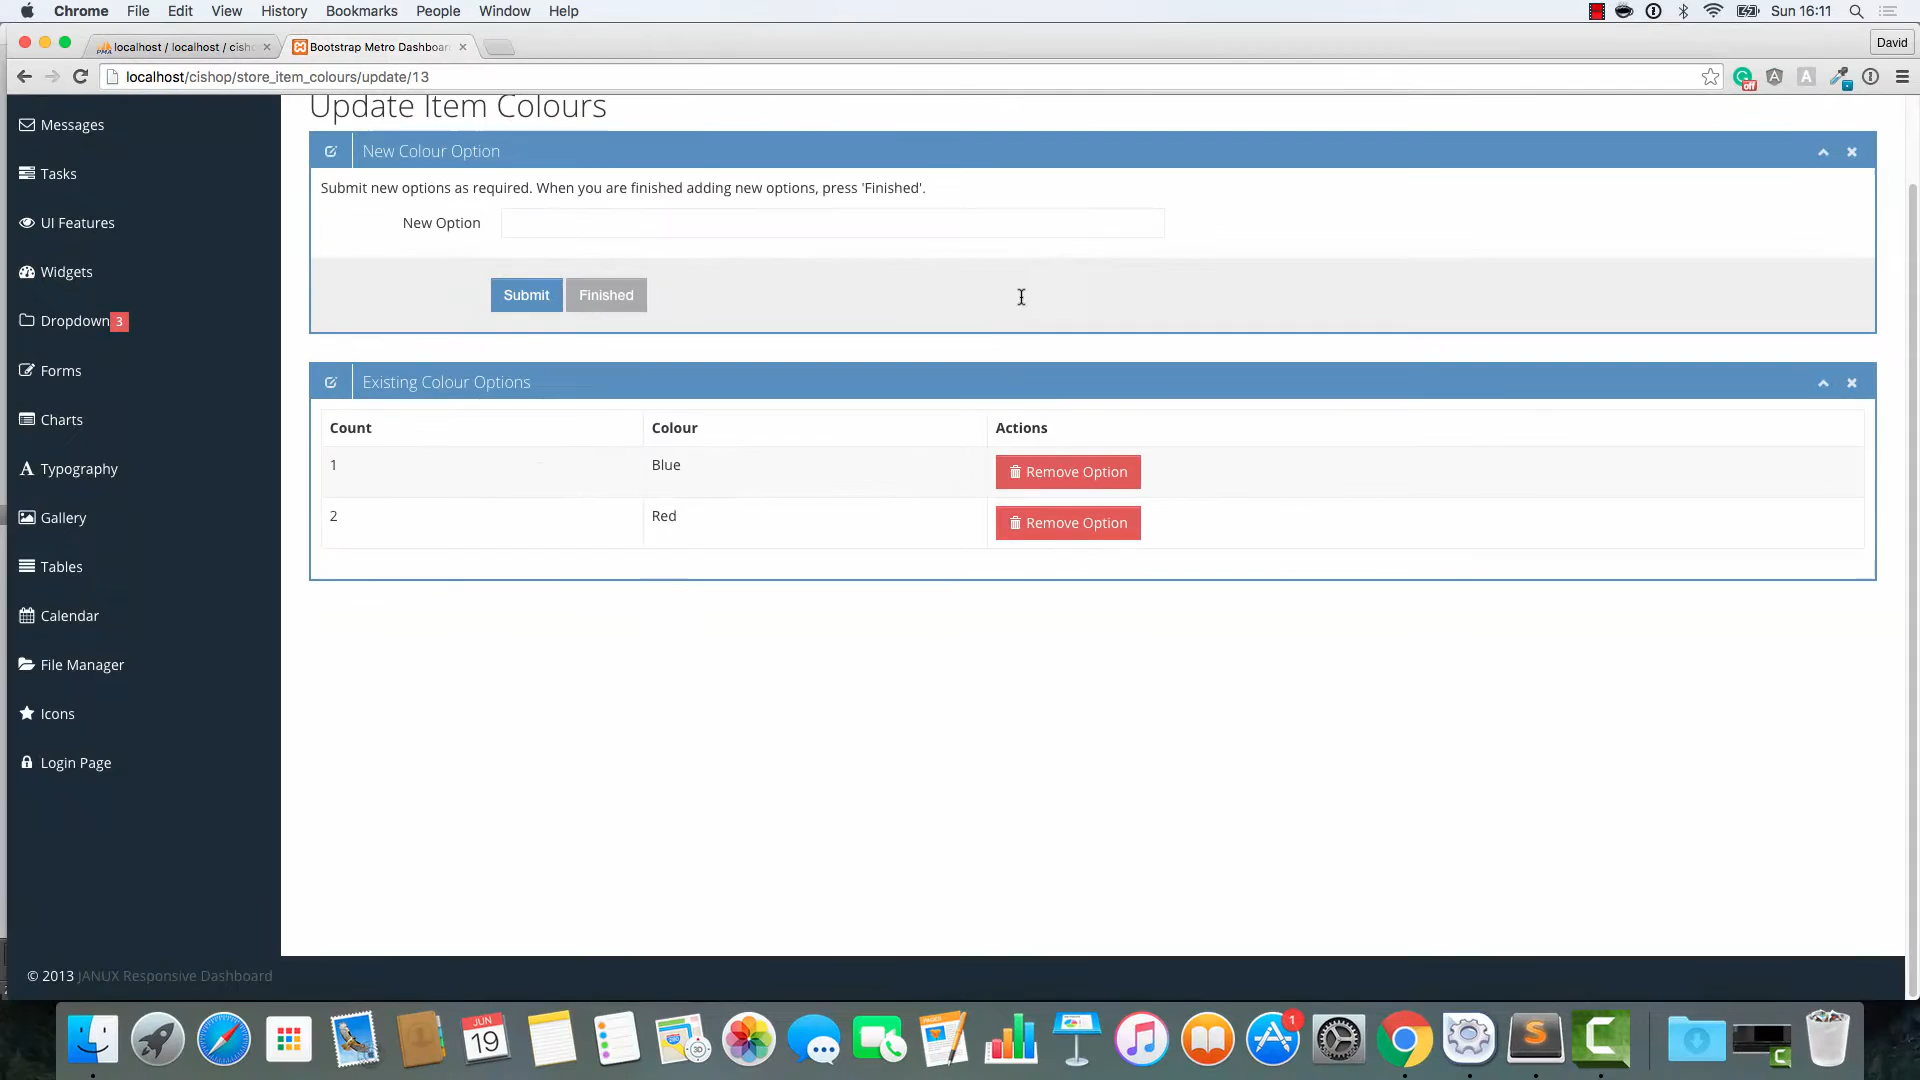 Chrome File Edit View History Bookmarks People Window Help Sun 16:11
localhost / localhost / cish Bootstrap Metro Dashboar David
localhost/cishop/store_item_colours/update/13
Update Item Colours
Messages
Tasks
UI Features
Widgets
Dropdown 3
Forms
Charts
Typography
Gallery
Tables
Calendar
File Manager
Icons
Login Page
New Colour Option
Submit new options as required. When you are finished adding new options, press 'Finished'.
New Option
Submit Finished
Existing Colour Options
Count Colour Actions
1 Blue Remove Option
2 Red Remove Option
© 2013 JANUX Responsive Dashboard
JUN
19
3D
1